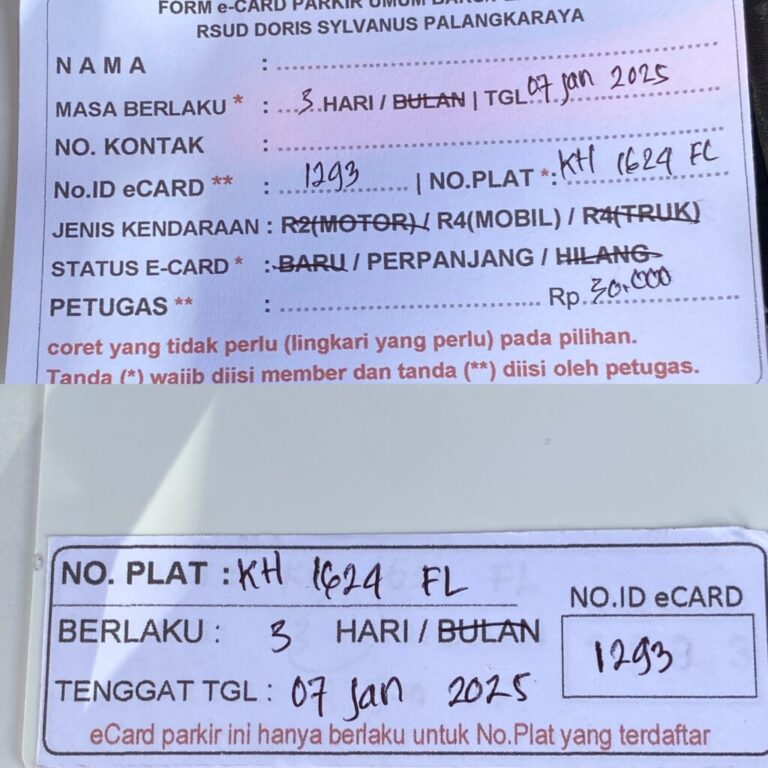 FORM e-CARD PARKIR UMUM
RSUD DORIS SYLVANUS PALANGKARAYA
NAMA :
MASA BERLAKU * : 3 HARI / BULAN | TGL. 07 Jan 2025
NO. KONTAK :
No.ID eCARD ** : 1293 | NO.PLAT *: KH 1624 FL
JENIS KENDARAAN : R2(MOTOR) / R4(MOBIL) / R4(TRUK)
STATUS E-CARD * : BARU / PERPANJANG / HILANG
PETUGAS ** : Rp. 30.000
coret yang tidak perlu (lingkari yang perlu) pada pilihan.
Tanda (*) wajib diisi member dan tanda (**) diisi oleh petugas.
NO. PLAT : KH 1624 FL
BERLAKU : 3 HARI / BULAN
TENGGAT TGL : 07 Jan 2025
NO.ID eCARD
1293
eCard parkir ini hanya berlaku untuk No.Plat yang terdaftar